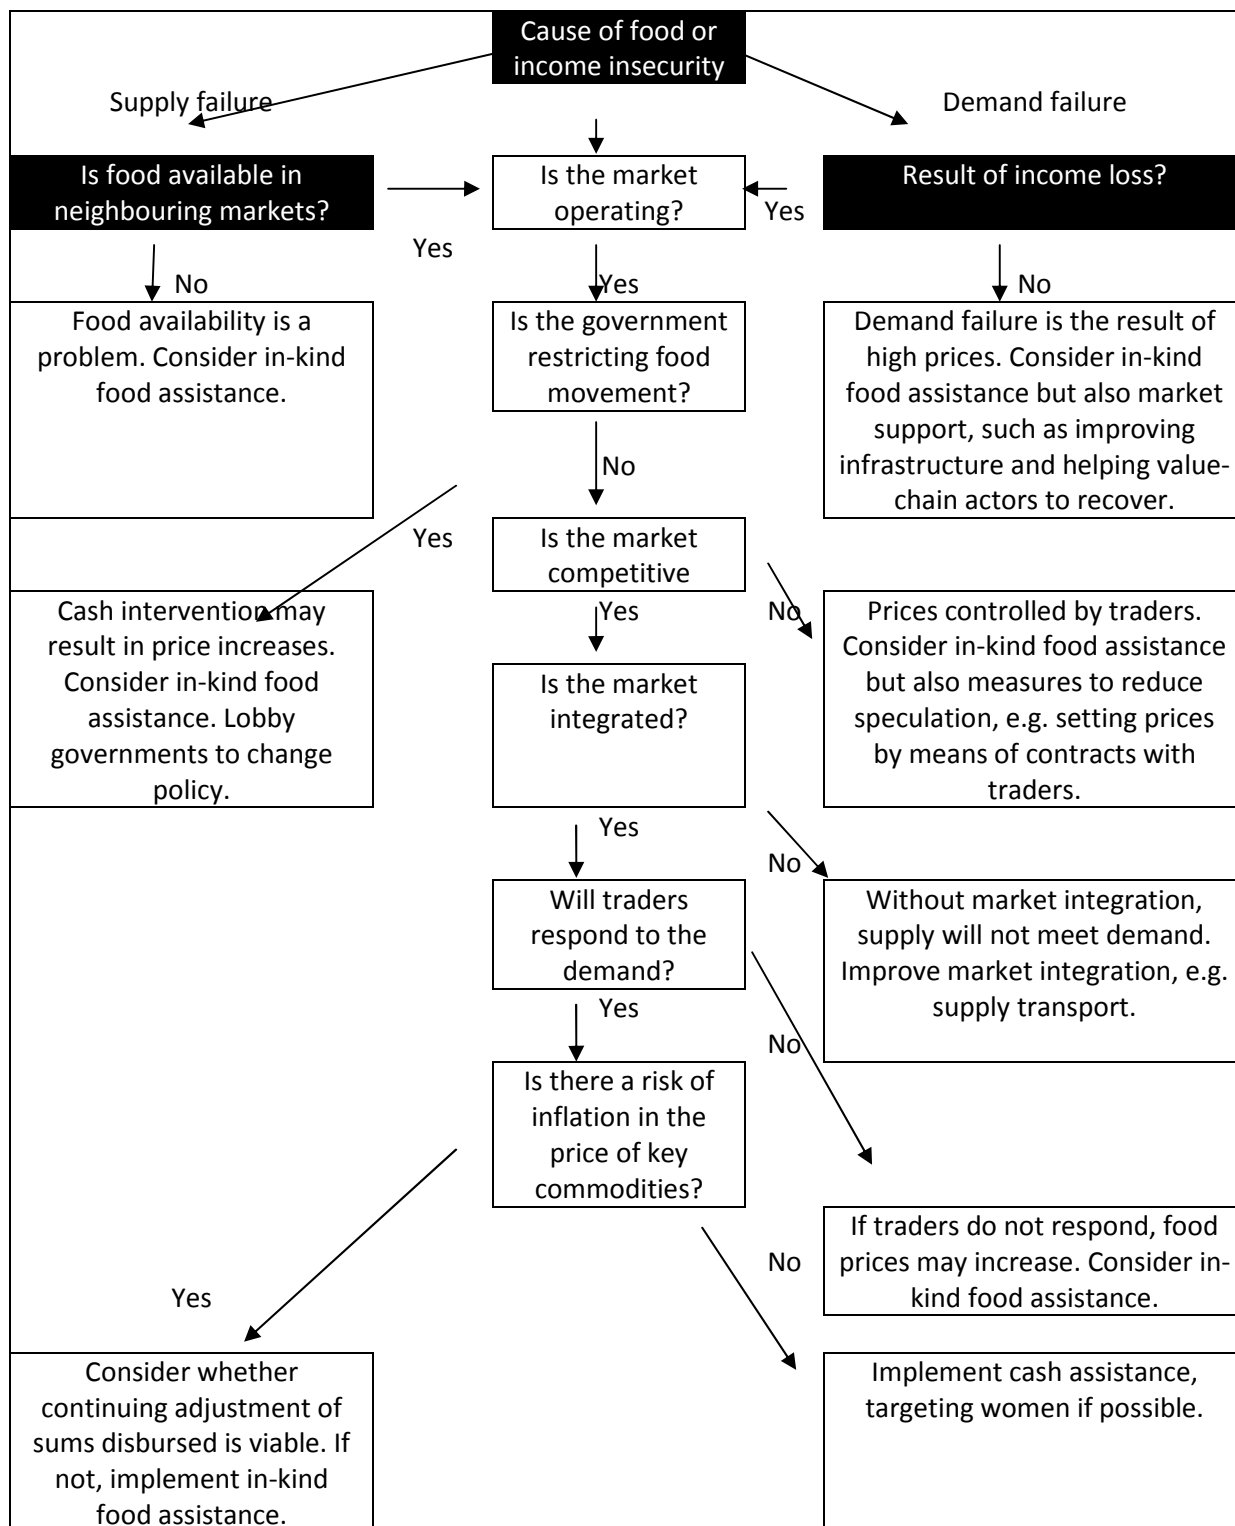 Cause of food or
income insecurity
Supply failure
Demand failure
Is food available in
neighbouring markets?
Is the market
operating?
Result of income loss?
Yes
Yes
No
Yes
No
Food availability is a
problem. Consider in-kind
food assistance.
Is the government
restricting food
movement?
Demand failure is the result of
high prices. Consider in-kind
food assistance but also market
support, such as improving
infrastructure and helping value-
chain actors to recover.
No
Yes
Is the market
competitive
Yes
No
Cash intervention may
result in price increases.
Consider in-kind food
assistance. Lobby
governments to change
policy.
Is the market
integrated?
Prices controlled by traders.
Consider in-kind food assistance
but also measures to reduce
speculation, e.g. setting prices
by means of contracts with
traders.
Yes
No
Will traders
respond to the
demand?
Without market integration,
supply will not meet demand.
Improve market integration, e.g.
supply transport.
Yes
No
Is there a risk of
inflation in the
price of key
commodities?
If traders do not respond, food
prices may increase. Consider in-
kind food assistance.
No
Yes
Consider whether
continuing adjustment of
sums disbursed is viable. If
not, implement in-kind
food assistance.
Implement cash assistance,
targeting women if possible.